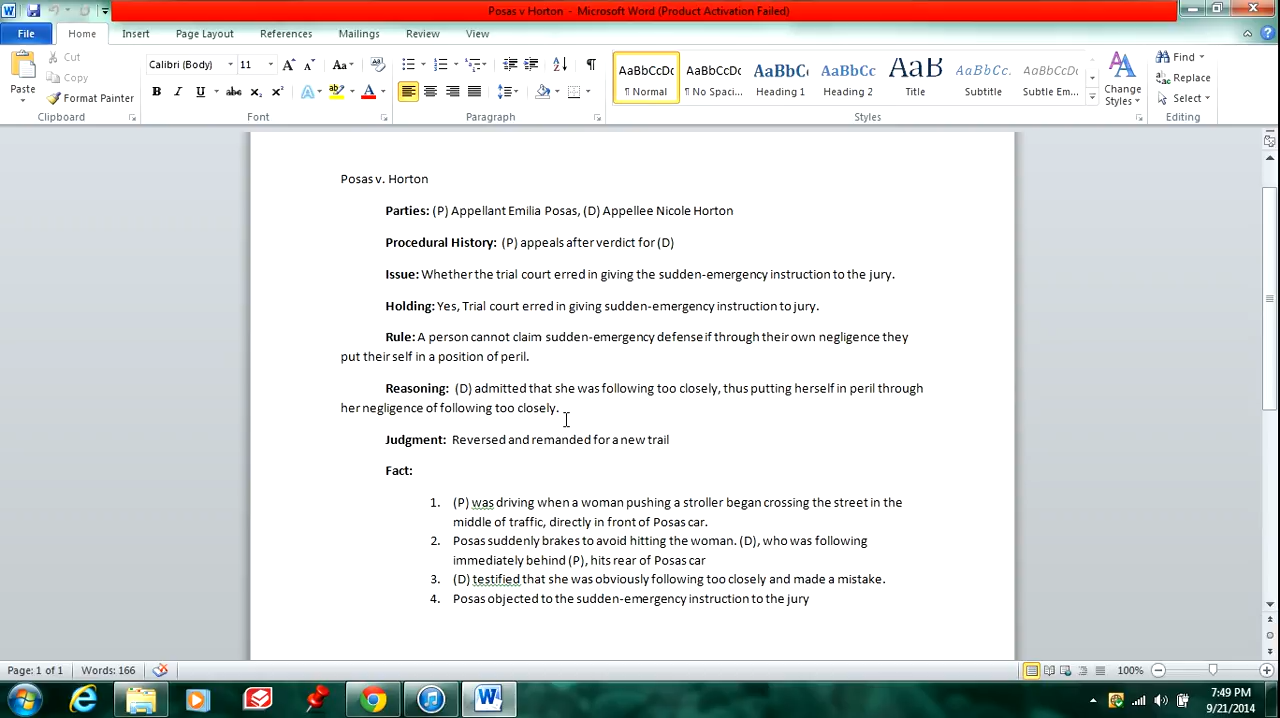 Posas v Horton - Microsoft Word (Product Activation Failed)
File Home Insert Page Layout References Mailings Review View
Cut
Copy
Format Painter
Paste
Clipboard
Calibri (Body) 11
Font
Paragraph
AaBbCcDc AaBbCcDc AaBbCc AaBbCc AaB AaBbCc. AaBbCcDc
¶ Normal ¶ No Spaci... Heading 1 Heading 2 Title Subtitle Subtle Em...
Change Styles
Styles
Find
Replace
Select
Editing
Posas v. Horton
Parties: (P) Appellant Emilia Posas, (D) Appellee Nicole Horton
Procedural History: (P) appeals after verdict for (D)
Issue: Whether the trial court erred in giving the sudden-emergency instruction to the jury.
Holding: Yes, Trial court erred in giving sudden-emergency instruction to jury.
Rule: A person cannot claim sudden-emergency defense if through their own negligence they
put their self in a position of peril.
Reasoning: (D) admitted that she was following too closely, thus putting herself in peril through
her negligence of following too closely.
Judgment: Reversed and remanded for a new trail
Fact:
1. (P) was driving when a woman pushing a stroller began crossing the street in the
middle of traffic, directly in front of Posas car.
2. Posas suddenly brakes to avoid hitting the woman. (D), who was following
immediately behind (P), hits rear of Posas car
3. (D) testified that she was obviously following too closely and made a mistake.
4. Posas objected to the sudden-emergency instruction to the jury
Page: 1 of 1 Words: 166 100%
7:49 PM
9/21/2014